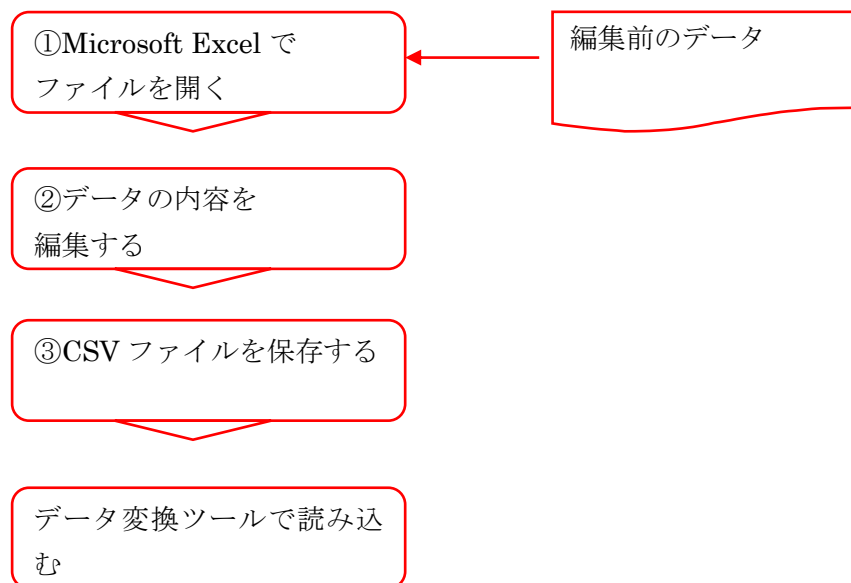 ①Microsoft Excel で
ファイルを開く
編集前のデータ
②データの内容を
編集する
③CSV ファイルを保存する
データ変換ツールで読み込
む